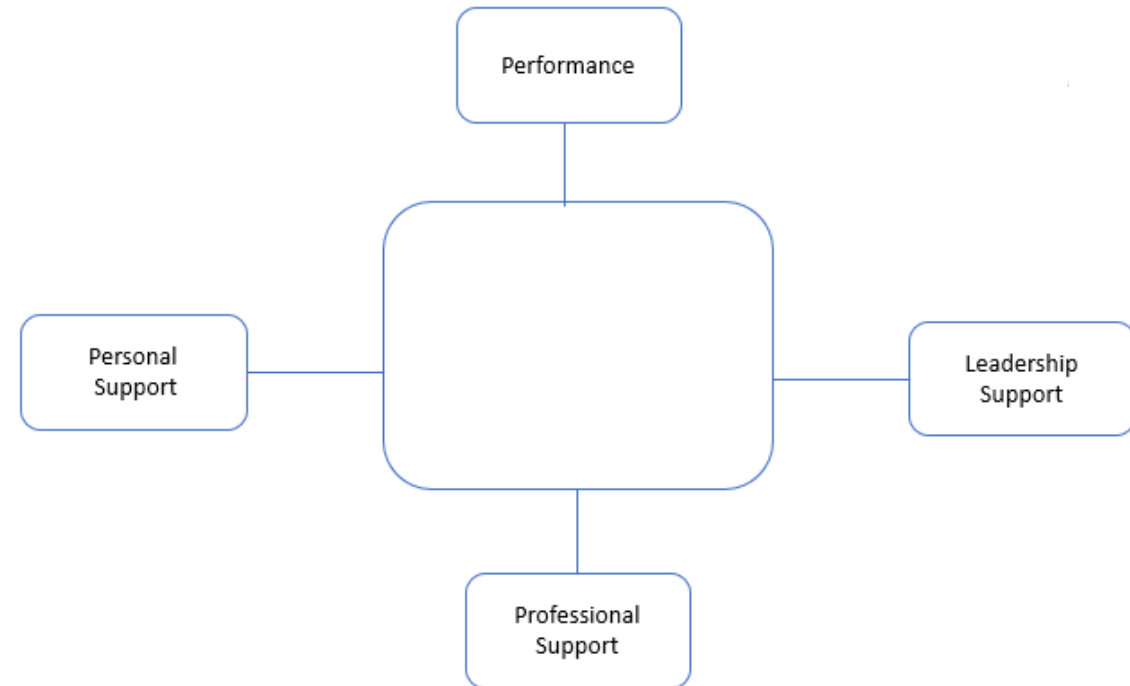 Performance
Personal
Support
Leadership
Support
Professional
Support